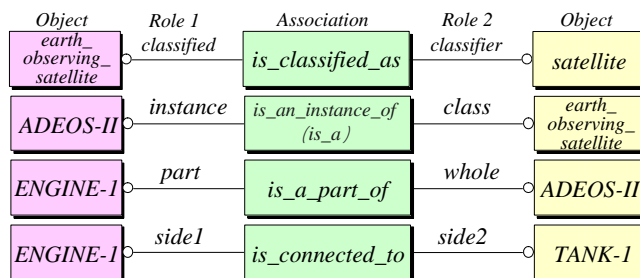 Object Role 1 Association Role 2 Object
earth_
observing_
satellite
classified
is_classified_as
classifier
satellite
ADEOS-II
instance
is_an_instance_of
(is_a)
class
earth_
observing_
satellite
ENGINE-1
part
is_a_part_of
whole
ADEOS-II
ENGINE-1
side1
is_connected_to
side2
TANK-1